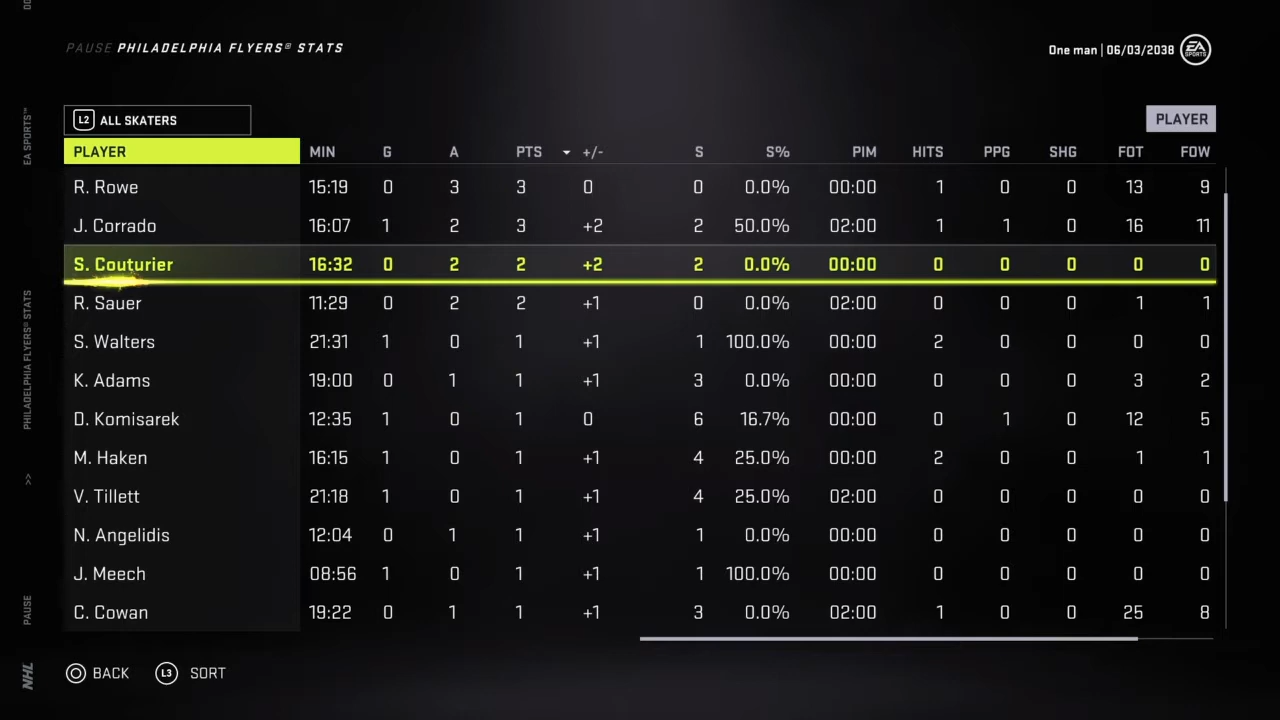 PAUSE PHILADELPHIA FLYERS® STATS
One man | 06/03/2038 EA SPORTS
L2 ALL SKATERS
PLAYER
PLAYER MIN G A PTS +/- S S% PIM HITS PPG SHG FOT FOW
R. Rowe 15:19 0 3 3 0 0 0.0% 00:00 1 0 0 13 9
J. Corrado 16:07 1 2 3 +2 2 50.0% 02:00 1 1 0 16 11
S. Couturier 16:32 0 2 2 +2 2 0.0% 00:00 0 0 0 0 0
R. Sauer 11:29 0 2 2 +1 0 0.0% 02:00 0 0 0 1 1
S. Walters 21:31 1 0 1 +1 1 100.0% 00:00 2 0 0 0 0
K. Adams 19:00 0 1 1 +1 3 0.0% 00:00 0 0 0 3 2
D. Komisarek 12:35 1 0 1 0 6 16.7% 00:00 0 1 0 12 5
M. Haken 16:15 1 0 1 +1 4 25.0% 00:00 2 0 0 1 1
V. Tillett 21:18 1 0 1 +1 4 25.0% 02:00 0 0 0 0 0
N. Angelidis 12:04 0 1 1 +1 1 0.0% 00:00 0 0 0 0 0
J. Meech 08:56 1 0 1 +1 1 100.0% 00:00 0 0 0 0 0
C. Cowan 19:22 0 1 1 +1 3 0.0% 02:00 1 0 0 25 8
BACK L3 SORT
NHL PAUSE >> PHILADELPHIA FLYERS® STATS EA SPORTS™